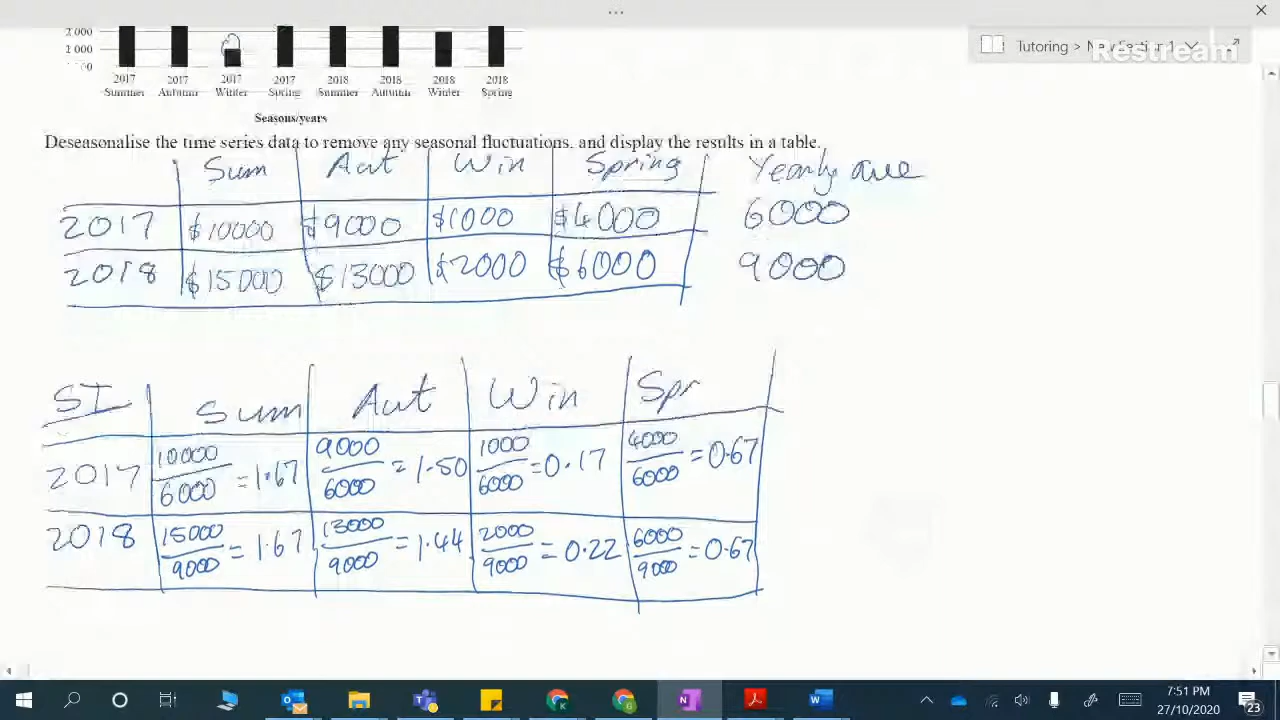 ...
Tutoring >
Restream
2 000
1 000
2017 2017 2017 2017 2018 2018 2018 2018
Summer Autumn Winter Spring Summer Autumn Winter Spring
Seasons/years
Deseasonalise the time series data to remove any seasonal fluctuations, and display the results in a table.
Sum Aut Win Spring Yearly ave
2017 $10000 $9000 $1000 $4000 6000
2018 $15000 $13000 $2000 $6000 9000
SI Sum Aut Win Spr
2017 10000/6000 = 1.67 9000/6000 = 1.50 1000/6000 = 0.17 4000/6000 = 0.67
2018 15000/9000 = 1.67 13000/9000 = 1.44 2000/9000 = 0.22 6000/9000 = 0.67
7:51 PM
27/10/2020
23